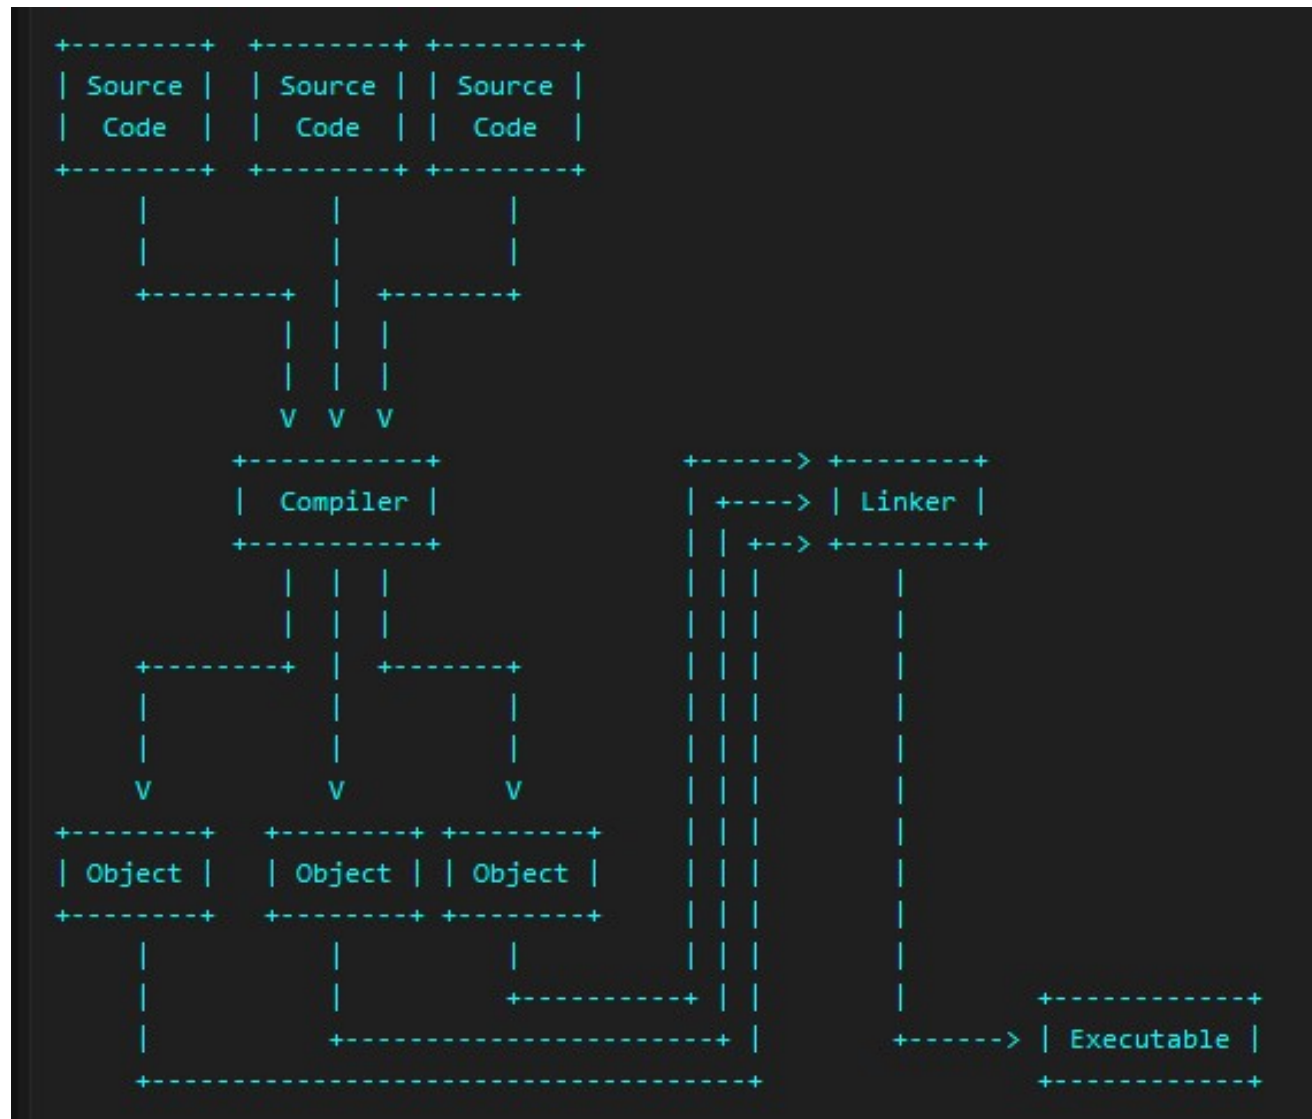 Source Source Source
Code Code Code
V V V
Compiler
Linker
V V V
Object Object Object
Executable